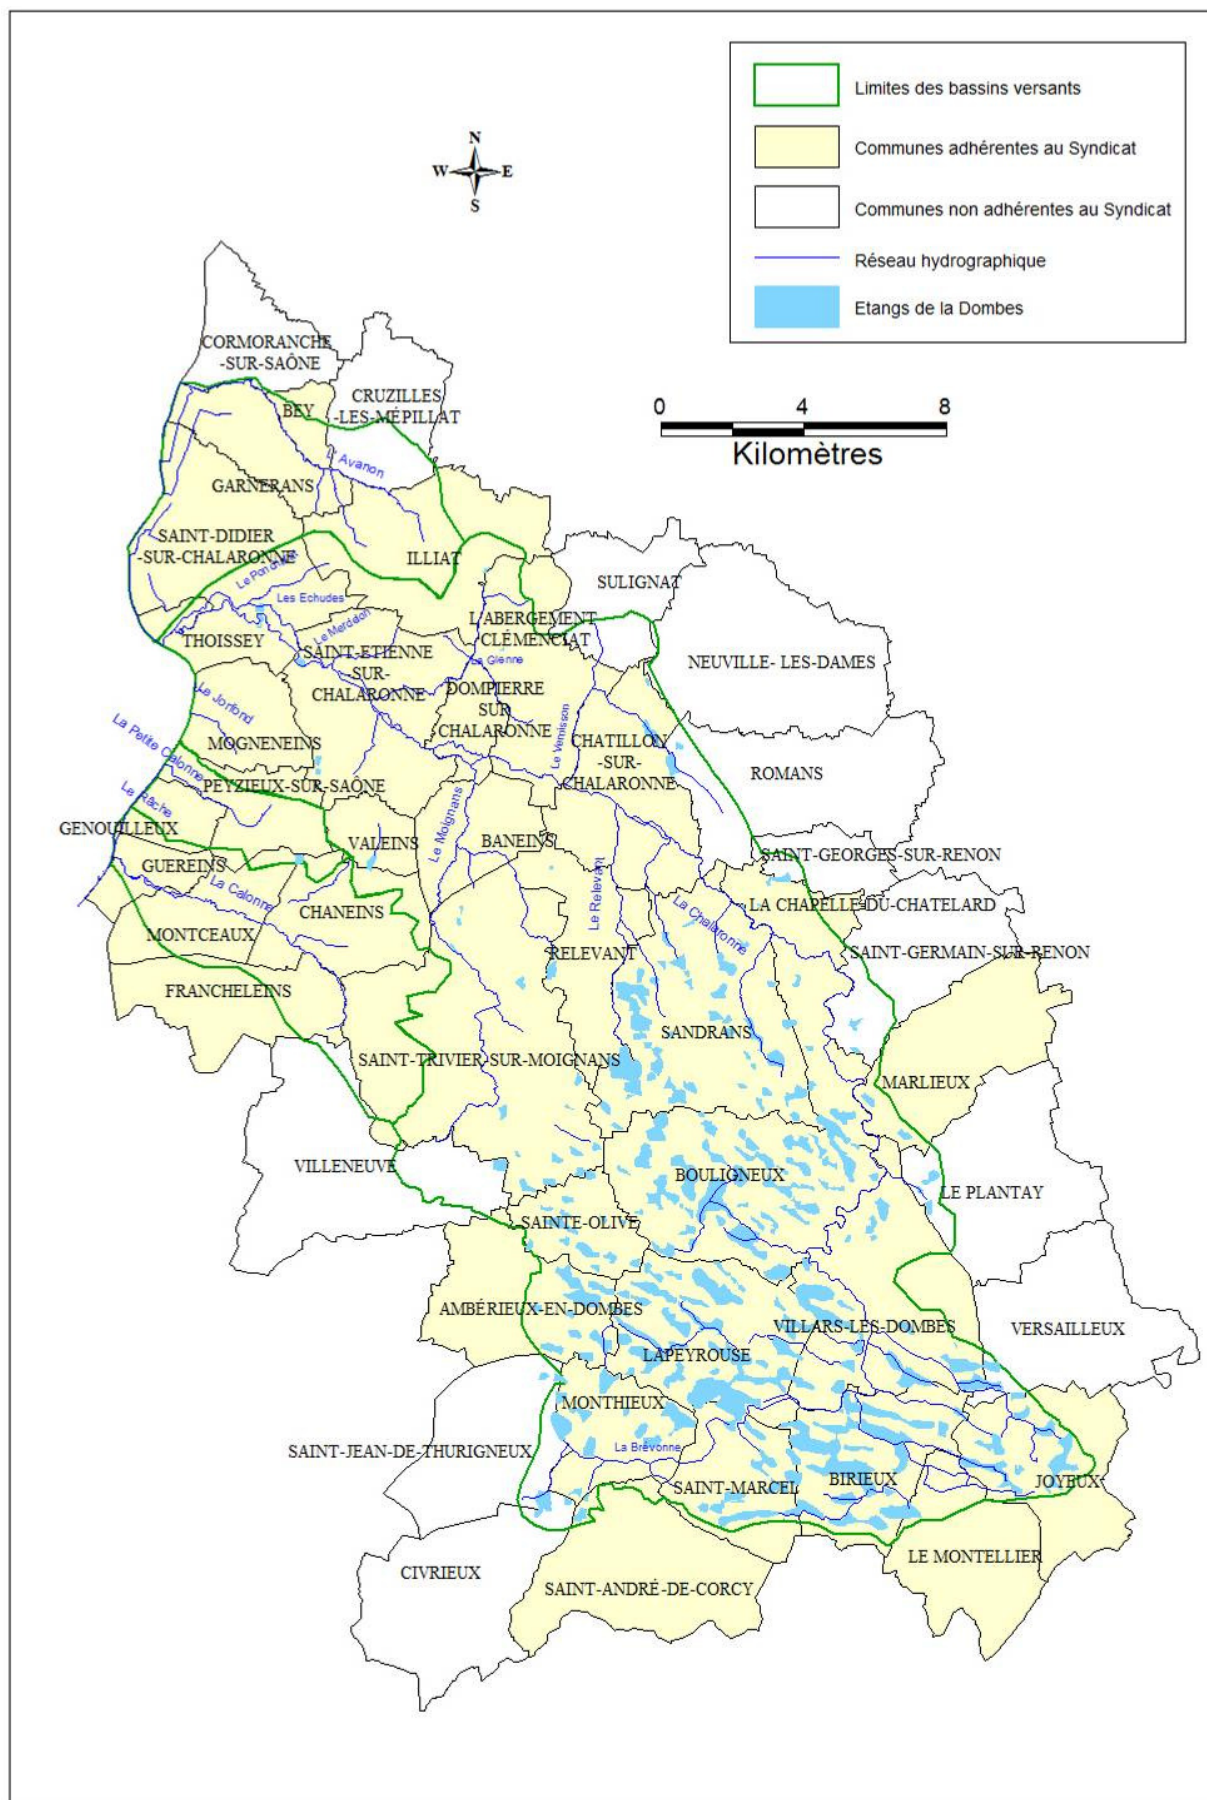 Limites des bassins versants
Communes adhérentes au Syndicat
Communes non adhérentes au Syndicat
Réseau hydrographique
Etangs de la Dombes
N
W
E
S
0
4
8
Kilomètres
CORMORANCHE
-SUR-SAÔNE
CRUZILLES
-LES-MÉPILLAT
BEY
L'Avanon
GARNERANS
SAINT-DIDIER
-SUR-CHALARONNE
ILLIAT
SULIGNAT
Les Echudes
L'ABERGEMENT
CLÉMENCIAT
Le Merdelon
THOISSEY
SAINT-ETIENNE
-SUR-
CHALARONNE
La Glenne
NEUVILLE- LES-DAMES
DOMPIERRE
SUR
CHALARONNE
Le Jorfond
La Petite Calonne
MOGNENEINS
Le Vernisson
CHATILLON
-SUR-
CHALARONNE
ROMANS
PEYZIEUX-SUR-SAÔNE
La Râche
GENOUILLEUX
VALEINS
Le Moignans
BANEINS
SAINT-GEORGES-SUR-RENON
GUEREINS
La Calonne
CHANEINS
Le Relevant
La Chalaronne
LA CHAPELLE-DU-CHATELARD
MONTCEAUX
RELEVANT
SAINT-GERMAIN-SUR-RENON
FRANCHELEINS
SANDRANS
SAINT-TRIVIER-SUR-MOIGNANS
MARLIEUX
VILLENEUVE
BOULIGNEUX
LE PLANTAY
SAINTE-OLIVE
AMBÉRIEUX-EN-DOMBES
VILLARS-LES-DOMBES
VERSAILLEUX
LAPEYROUSE
MONTHIEUX
SAINT-JEAN-DE-THURIGNEUX
La Brévonne
SAINT-MARCEL
BIRIEUX
JOYEUX
LE MONTELLIER
CIVRIEUX
SAINT-ANDRÉ-DE-CORCY